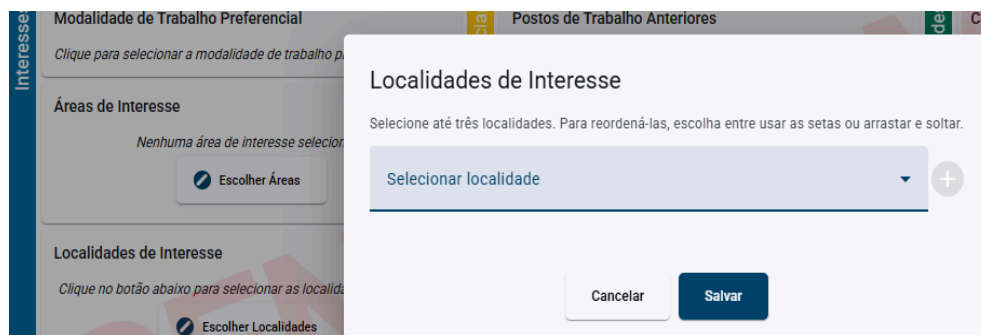 Interesses
Modalidade de Trabalho Preferencial
Clique para selecionar a modalidade de trabalho
Áreas de Interesse
Nenhuma área de interesse
Escolher Áreas
Localidades de Interesse
Clique no botão abaixo para selecionar as
Escolher Localidades
Postos de Trabalho Anteriores
Localidades de Interesse
Selecione até três localidades. Para reordená-las, escolha entre usar as setas ou arrastar e soltar.
Selecionar localidade
Cancelar
Salvar